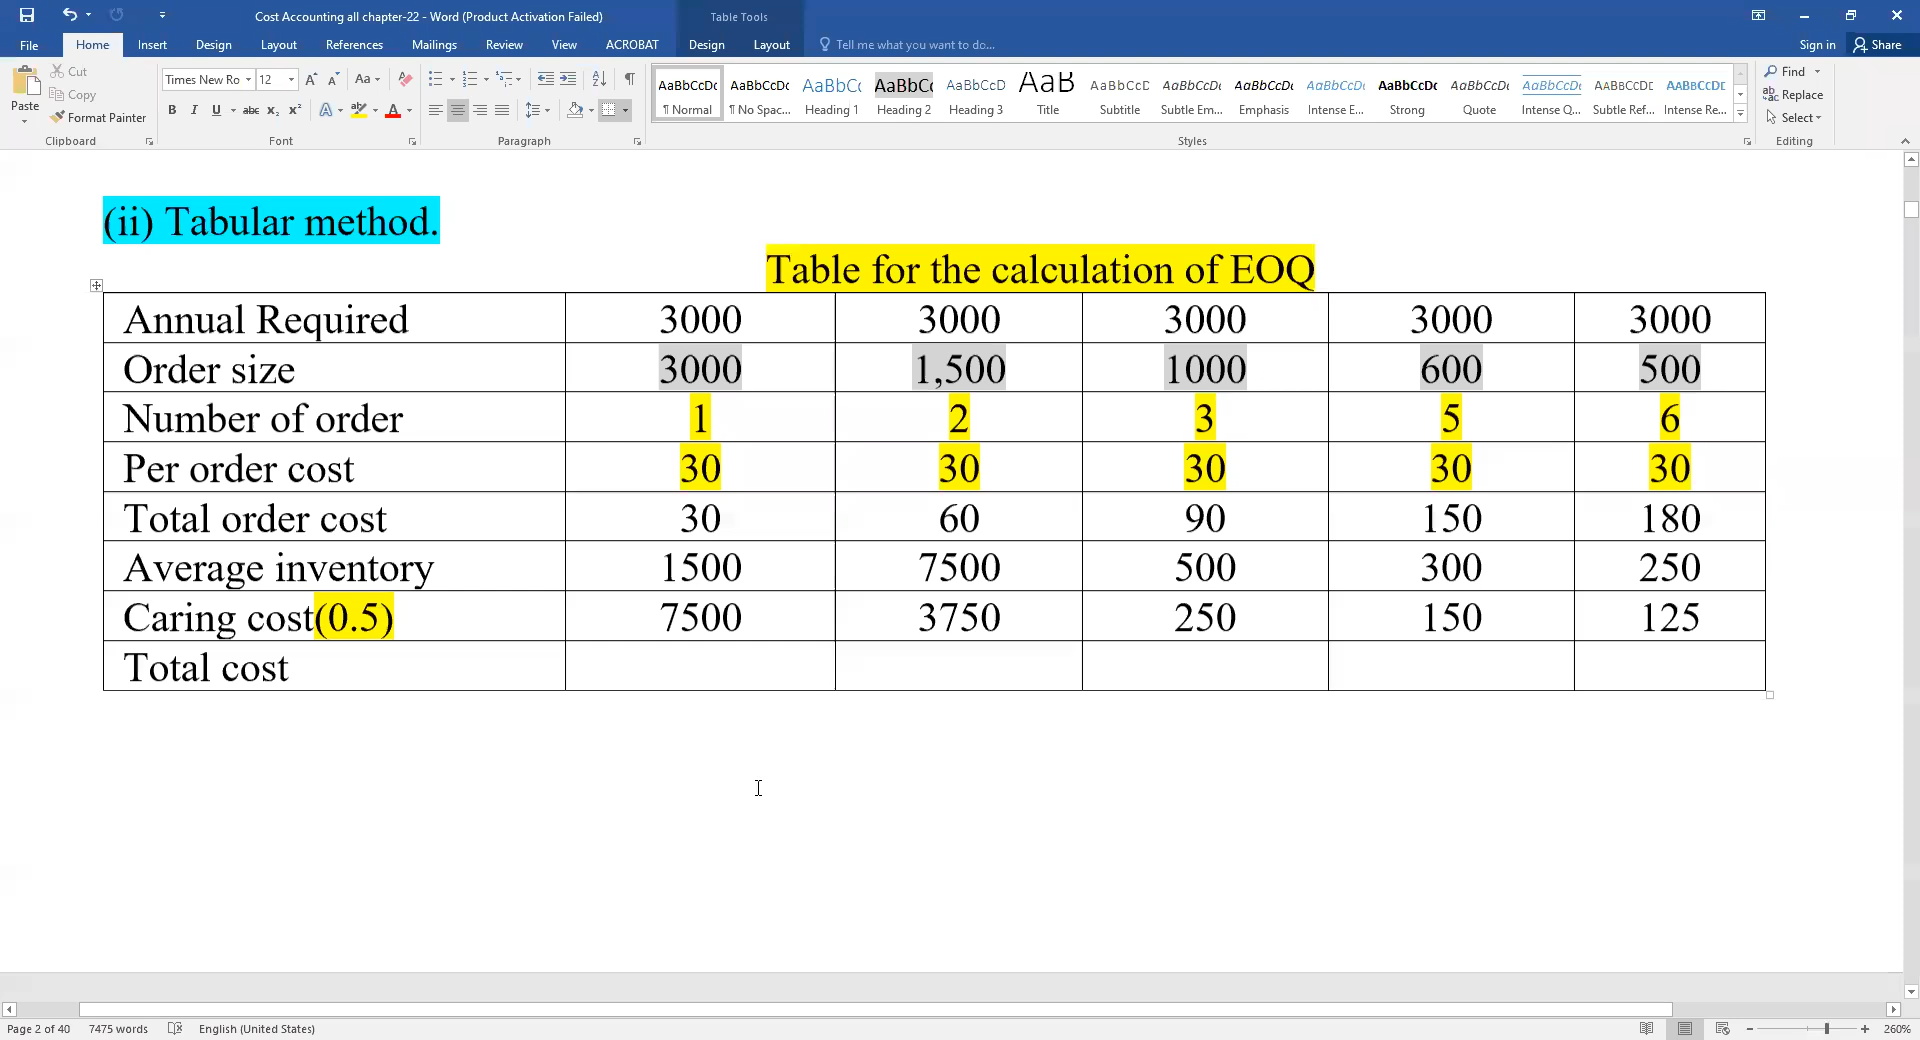 Cost Accounting all chapter-22 - Word (Product Activation Failed)
Table Tools
File Home Insert Design Layout References Mailings Review View ACROBAT Design Layout Tell me what you want to do... Sign in Share
Paste
Cut
Copy
Format Painter
Clipboard
Times New Ro 12
Aa
B I U abc X₂ X²
A
Font
Paragraph
AaBbCcDc AaBbCcDc AaBbCc AaBbCc AaBbCcD AaB AaBbCcD AaBbCcDc AaBbCcDc AaBbCcDc AaBbCcDc AaBbCcDc AaBbCcDc AABBCCDE AABBCCDE
¶ Normal ¶ No Spac... Heading 1 Heading 2 Heading 3 Title Subtitle Subtle Em... Emphasis Intense E... Strong Quote Intense Q... Subtle Ref... Intense Re...
Styles
Find
Replace
Select
Editing
(ii) Tabular method.
Table for the calculation of EOQ
Annual Required 3000 3000 3000 3000 3000
Order size 3000 1,500 1000 600 500
Number of order 1 2 3 5 6
Per order cost 30 30 30 30 30
Total order cost 30 60 90 150 180
Average inventory 1500 7500 500 300 250
Caring cost(0.5) 7500 3750 250 150 125
Total cost
Page 2 of 40 7475 words English (United States) 260%